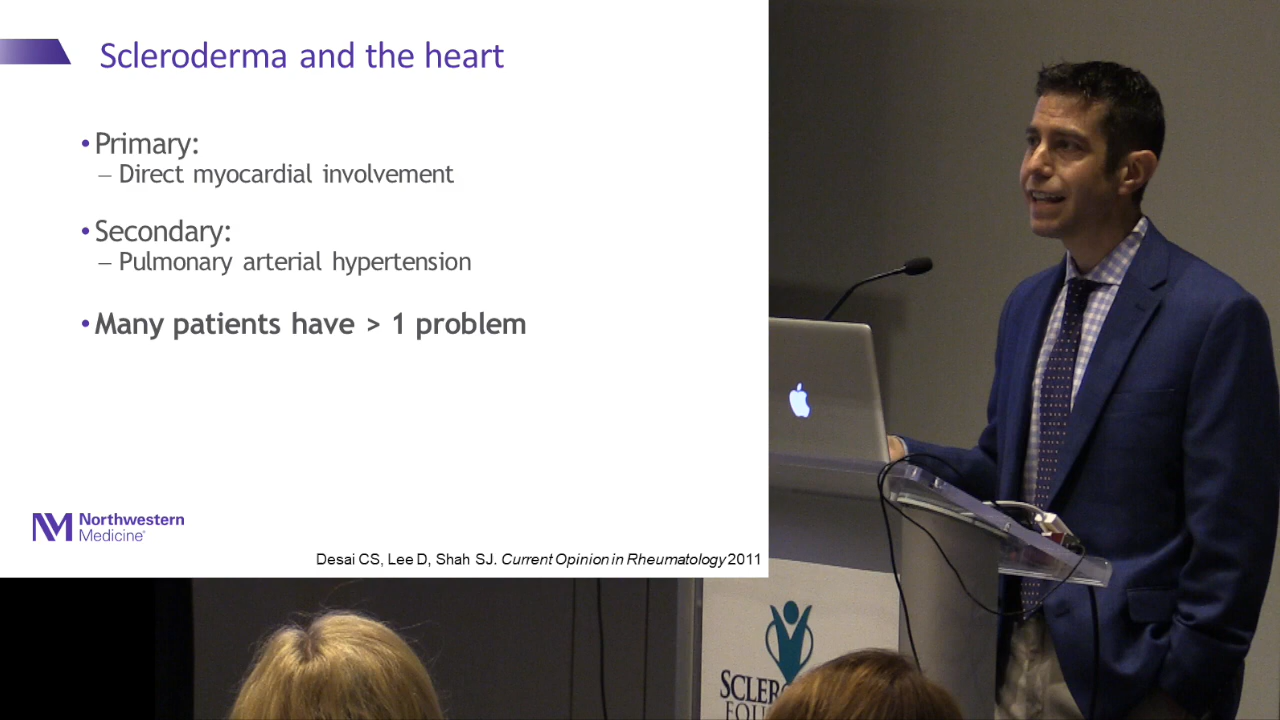 Scleroderma and the heart
• Primary:
– Direct myocardial involvement
• Secondary:
– Pulmonary arterial hypertension
• Many patients have > 1 problem
NM Northwestern
Medicine®
Desai CS, Lee D, Shah SJ. Current Opinion in Rheumatology 2011